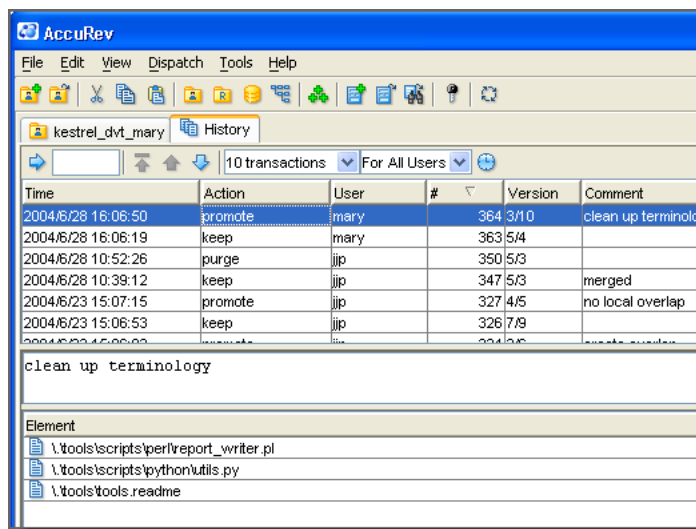 AccuRev
File Edit View Dispatch Tools Help
kestrel_dvt_mary History
10 transactions For All Users
Time Action User # Version Comment
2004/6/28 16:06:50 promote mary 364 3/10 clean up terminolo
2004/6/28 16:06:19 keep mary 363 5/4
2004/6/28 10:52:26 purge jjp 350 5/3
2004/6/28 10:39:12 keep jjp 347 5/3 merged
2004/6/23 15:07:15 promote jjp 327 4/5 no local overlap
2004/6/23 15:06:53 keep jjp 326 7/9
clean up terminology
Element
\.\tools\scripts\perl\report_writer.pl
\.\tools\scripts\python\utils.py
\.\tools\tools.readme